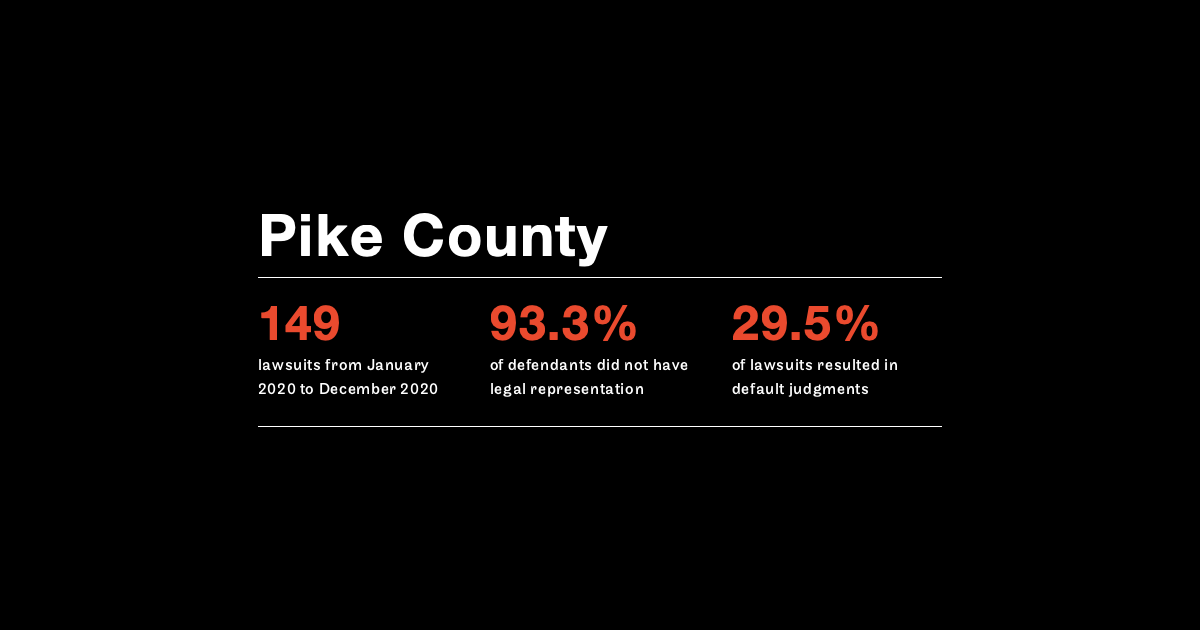 Pike County
149
lawsuits from January
2020 to December 2020
93.3%
of defendants did not have
legal representation
29.5%
of lawsuits resulted in
default judgments